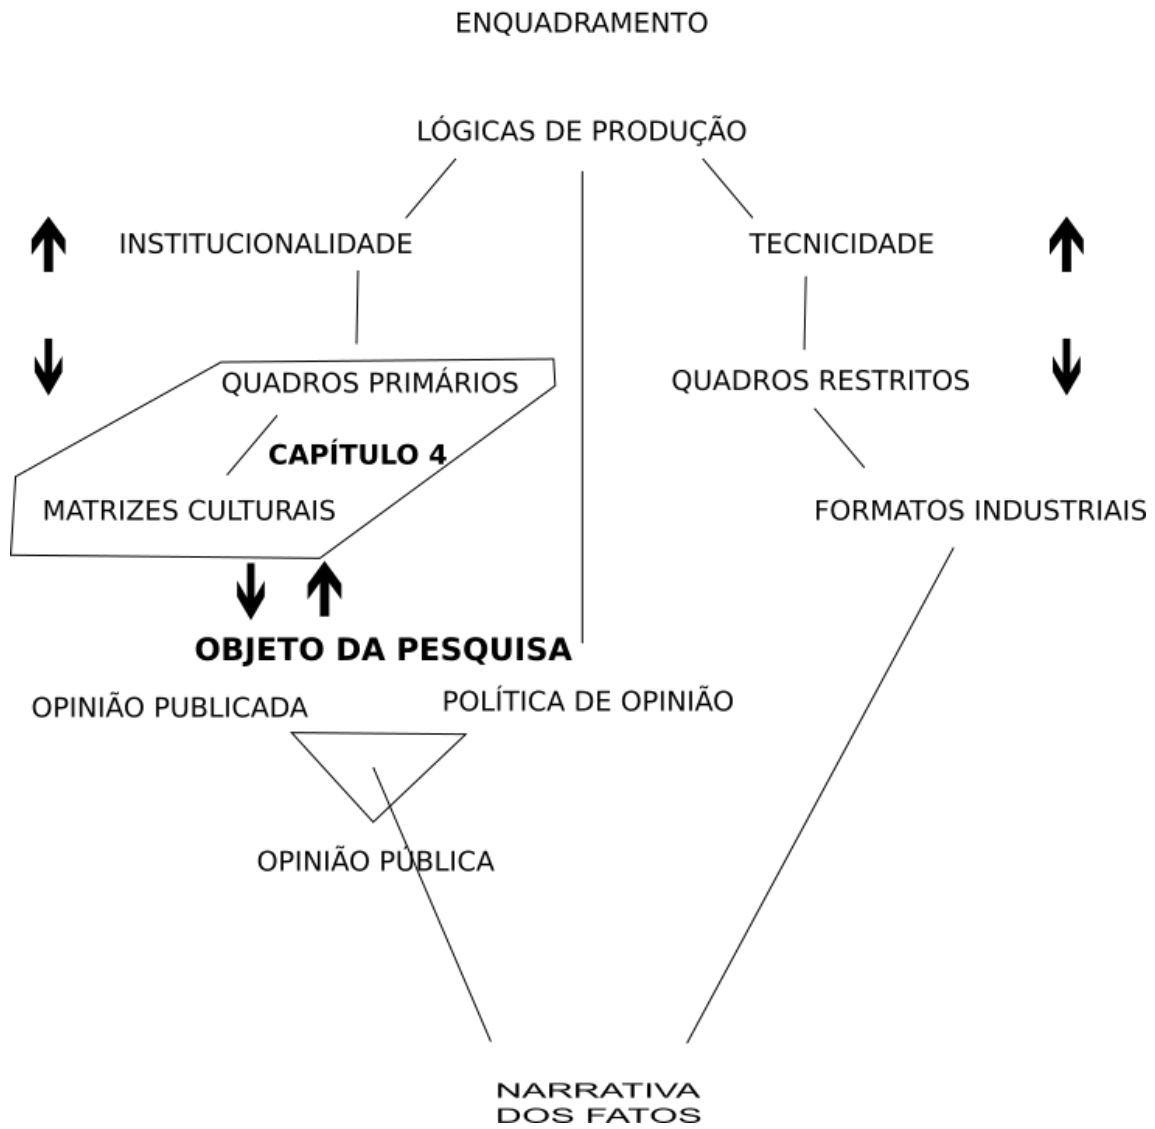 ENQUADRAMENTO
LÓGICAS DE PRODUÇÃO
INSTITUCIONALIDADE
TECNICIDADE
QUADROS PRIMÁRIOS
QUADROS RESTRITOS
CAPÍTULO 4
MATRIZES CULTURAIS
FORMATOS INDUSTRIAIS
OBJETO DA PESQUISA
OPINIÃO PUBLICADA
POLÍTICA DE OPINIÃO
OPINIÃO PÚBLICA
NARRATIVA
DOS FATOS